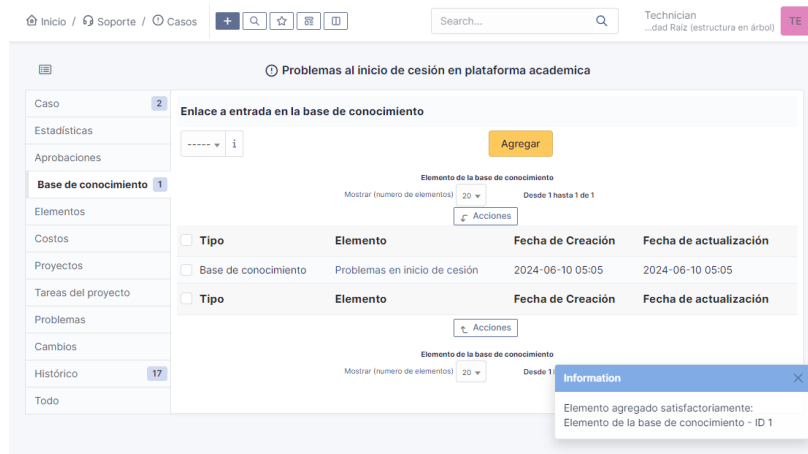 Inicio / Soporte / Casos
Search...
Technician
...dad Raíz (estructura en árbol)
TE
Problemas al inicio de cesión en plataforma academica
Caso 2
Estadísticas
Aprobaciones
Base de conocimiento 1
Elementos
Costos
Proyectos
Tareas del proyecto
Problemas
Cambios
Histórico 17
Todo
Enlace a entrada en la base de conocimiento
----- i
Agregar
Elemento de la base de conocimiento
Mostrar (numero de elementos) 20 Desde 1 hasta 1 de 1
Acciones
Tipo Elemento Fecha de Creación Fecha de actualización
Base de conocimiento Problemas en inicio de cesión 2024-06-10 05:05 2024-06-10 05:05
Tipo Elemento Fecha de Creación Fecha de actualización
Acciones
Elemento de la base de conocimiento
Mostrar (numero de elementos) 20 Desde 1
Information
Elemento agregado satisfactoriamente:
Elemento de la base de conocimiento - ID 1